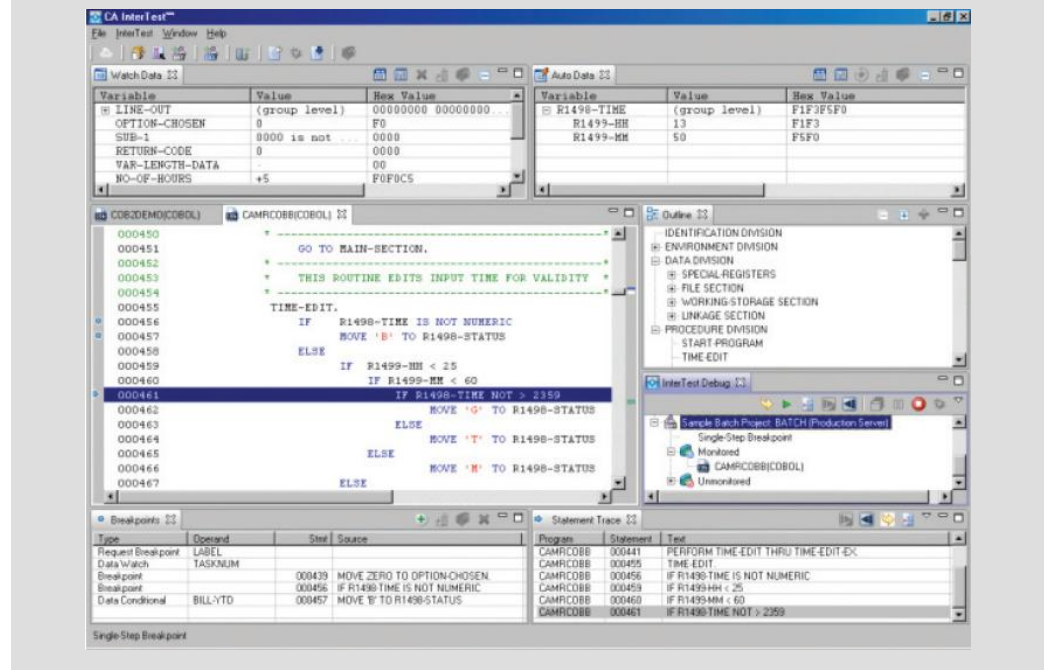 CA InterTest™
File InterTest Window Help
Watch Data
Variable Value Hex Value
LINE-OUT (group level) 00000000 00000000...
OPTION-CHOSEN 0 F0
SUB-1 0000 is not ... 0000
RETURN-CODE 0 0000
VAR-LENGTH-DATA . 00
NO-OF-HOURS +5 F0F0C5
Auto Data
Variable Value Hex Value
R1498-TIME (group level) F1F3F5F0
R1499-HH 13 F1F3
R1499-MM 50 F5F0
COB2DEMO(COBOL) CAMRCOBB(COBOL)
000450 * ---------------------------------------------*
000451 GO TO MAIN-SECTION.
000452 * ---------------------------------------------*
000453 * THIS ROUTINE EDITS INPUT TIME FOR VALIDITY *
000454 * ---------------------------------------------*
000455 TIME-EDIT.
000456 IF R1498-TIME IS NOT NUMERIC
000457 MOVE 'B' TO R1498-STATUS
000458 ELSE
000459 IF R1499-HH < 25
000460 IF R1499-MM < 60
000461 IF R1498-TIME NOT > 2359
000462 MOVE 'G' TO R1498-STATUS
000463 ELSE
000464 MOVE 'T' TO R1498-STATUS
000465 ELSE
000466 MOVE 'M' TO R1498-STATUS
000467 ELSE
Outline
IDENTIFICATION DIVISION
ENVIRONMENT DIVISION
DATA DIVISION
SPECIAL-REGISTERS
FILE SECTION
WORKING-STORAGE SECTION
LINKAGE SECTION
PROCEDURE DIVISION
START-PROGRAM
TIME-EDIT
InterTest Debug
Sample Batch Project: BATCH (Production Server)
Single-Step Breakpoint
Monitored
CAMRCOBB(COBOL)
Unmonitored
Breakpoints
Type Operand Stmt Source
Request Breakpoint LABEL
Data Watch TASKNUM
Breakpoint 000439 MOVE ZERO TO OPTION-CHOSEN.
Breakpoint 000456 IF R1498-TIME IS NOT NUMERIC
Data Conditional BILL-YTD 000457 MOVE 'B' TO R1498-STATUS
Statement Trace
Program Statement Text
CAMRCOBB 000441 PERFORM TIME-EDIT THRU TIME-EDIT-EX.
CAMRCOBB 000455 TIME-EDIT.
CAMRCOBB 000456 IF R1498-TIME IS NOT NUMERIC
CAMRCOBB 000459 IF R1499-HH < 25
CAMRCOBB 000460 IF R1499-MM < 60
CAMRCOBB 000461 IF R1498-TIME NOT > 2359
Single-Step Breakpoint